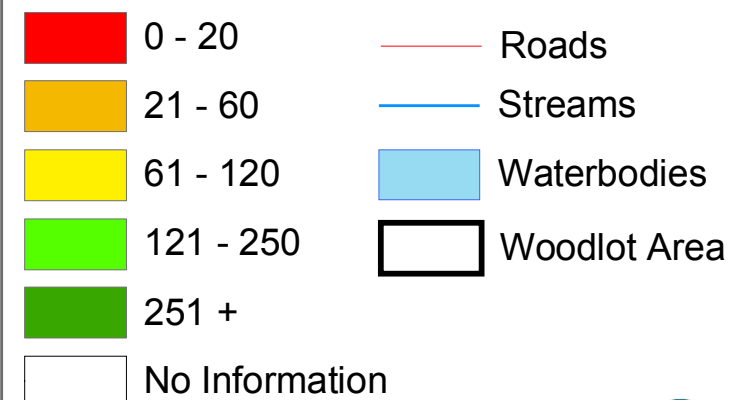 0 - 20
21 - 60
61 - 120
121 - 250
251 +
No Information
Roads
Streams
Waterbodies
Woodlot Area